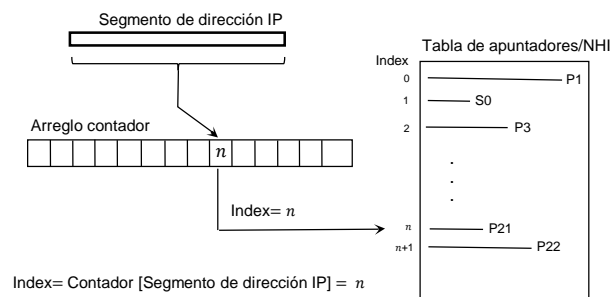 Segmento de dirección IP
Tabla de apuntadores/NHI
Index
0 P1
1 S0
2 P3
Arreglo contador
n
.
.
.
Index= n
n P21
n+1 P22
Index= Contador [Segmento de dirección IP] = n